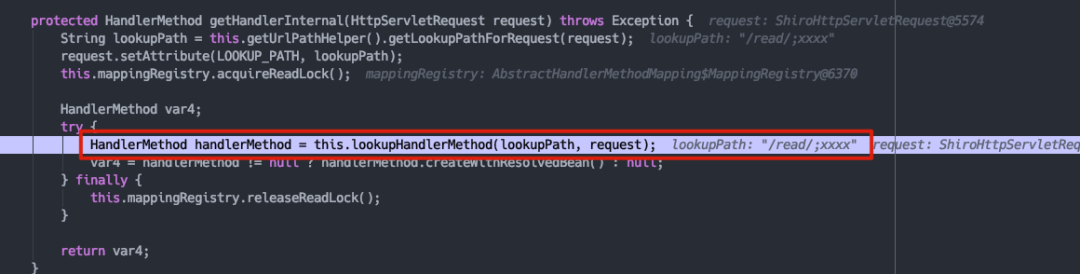 protected HandlerMethod getHandlerInternal(HttpServletRequest request) throws Exception { request: ShiroHttpServletRequest@5574
String lookupPath = this.getUrlPathHelper().getLookupPathForRequest(request); lookupPath: "/read/;xxxx"
request.setAttribute(LOOKUP_PATH, lookupPath);
this.mappingRegistry.acquireReadLock(); mappingRegistry: AbstractHandlerMethodMapping$MappingRegistry@6370
HandlerMethod var4;
try {
HandlerMethod handlerMethod = this.lookupHandlerMethod(lookupPath, request); lookupPath: "/read/;xxxx" request: ShiroHttpServletRequ
var4 = handlerMethod != null ? handlerMethod.createWithResolvedBean() : null;
} finally {
this.mappingRegistry.releaseReadLock();
}
return var4;
}